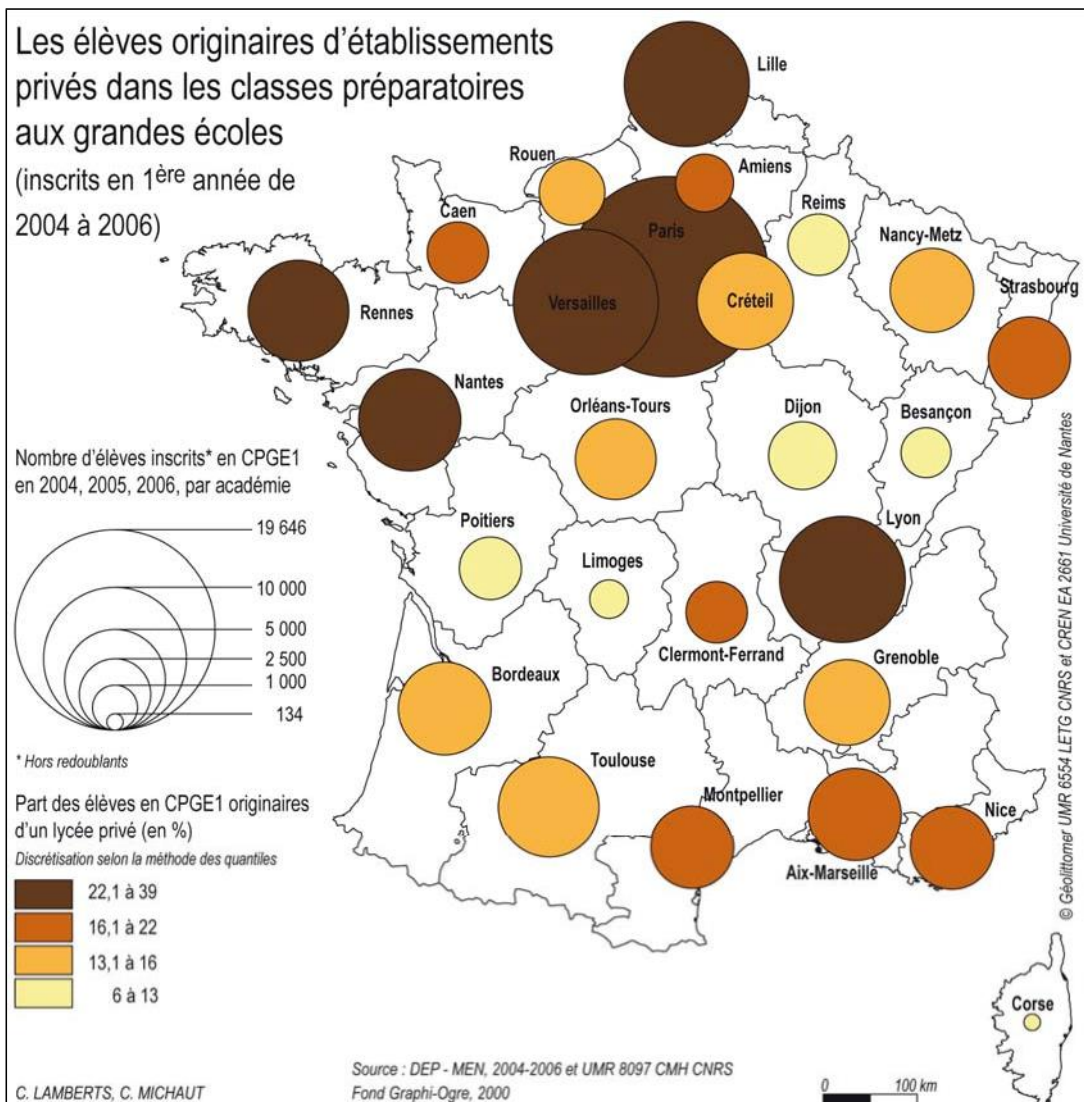 Les élèves originaires d'établissements
privés dans les classes préparatoires
aux grandes écoles
(inscrits en 1ère année de
2004 à 2006)
Lille
Rouen
Amiens
Caen
Paris
Reims
Nancy-Metz
Strasbourg
Rennes
Versailles
Créteil
Nantes
Orléans-Tours
Dijon
Besançon
Nombre d'élèves inscrits* en CPGE1
en 2004, 2005, 2006, par académie
19 646
10 000
5 000
2 500
1 000
134
* Hors redoublants
Poitiers
Limoges
Lyon
Clermont-Ferrand
Bordeaux
Grenoble
Toulouse
Montpellier
Nice
Aix-Marseille
Part des élèves en CPGE1 originaires
d'un lycée privé (en %)
Discrétisation selon la méthode des quantiles
22,1 à 39
16,1 à 22
13,1 à 16
6 à 13
Corse
© Géolittomer UMR 6554 LETG CNRS et CREN EA 2661 Université de Nantes
C. LAMBERTS, C. MICHAUT
Source : DEP - MEN, 2004-2006 et UMR 8097 CMH CNRS
Fond Graphi-Ogre, 2000
0 100 km